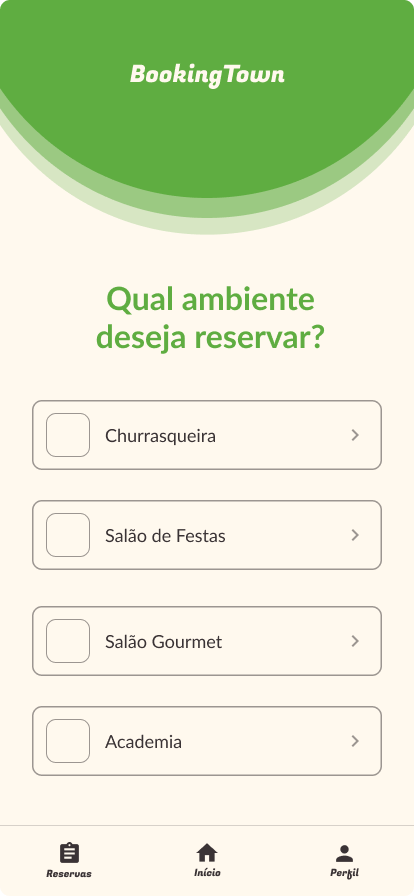 BookingTown
Qual ambiente
deseja reservar?
Churrasqueira
Salão de Festas
Salão Gourmet
Academia
Reservas
Início
Perfil